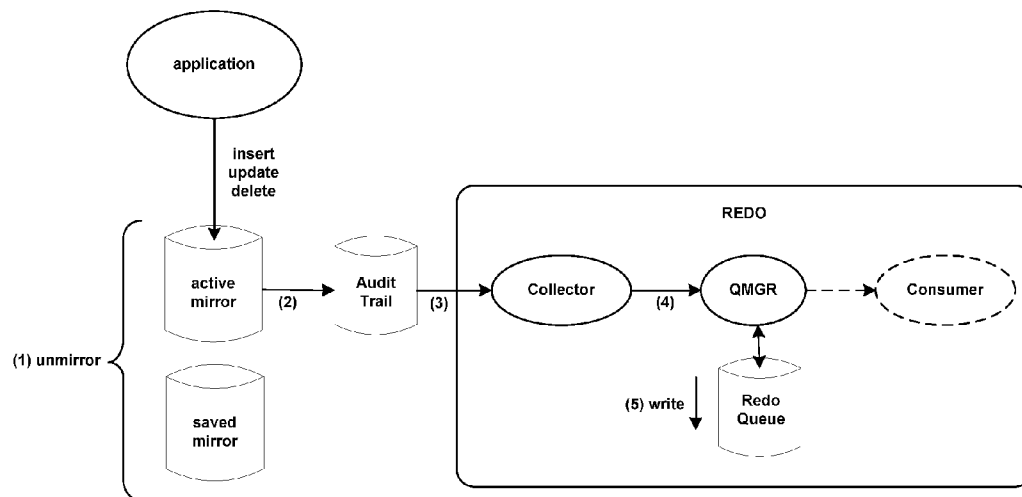 application
insert
update
delete
REDO
active
mirror
(2)
Audit
Trail
(3)
Collector
(4)
QMGR
Consumer
(1) unmirror
saved
mirror
(5) write
Redo
Queue